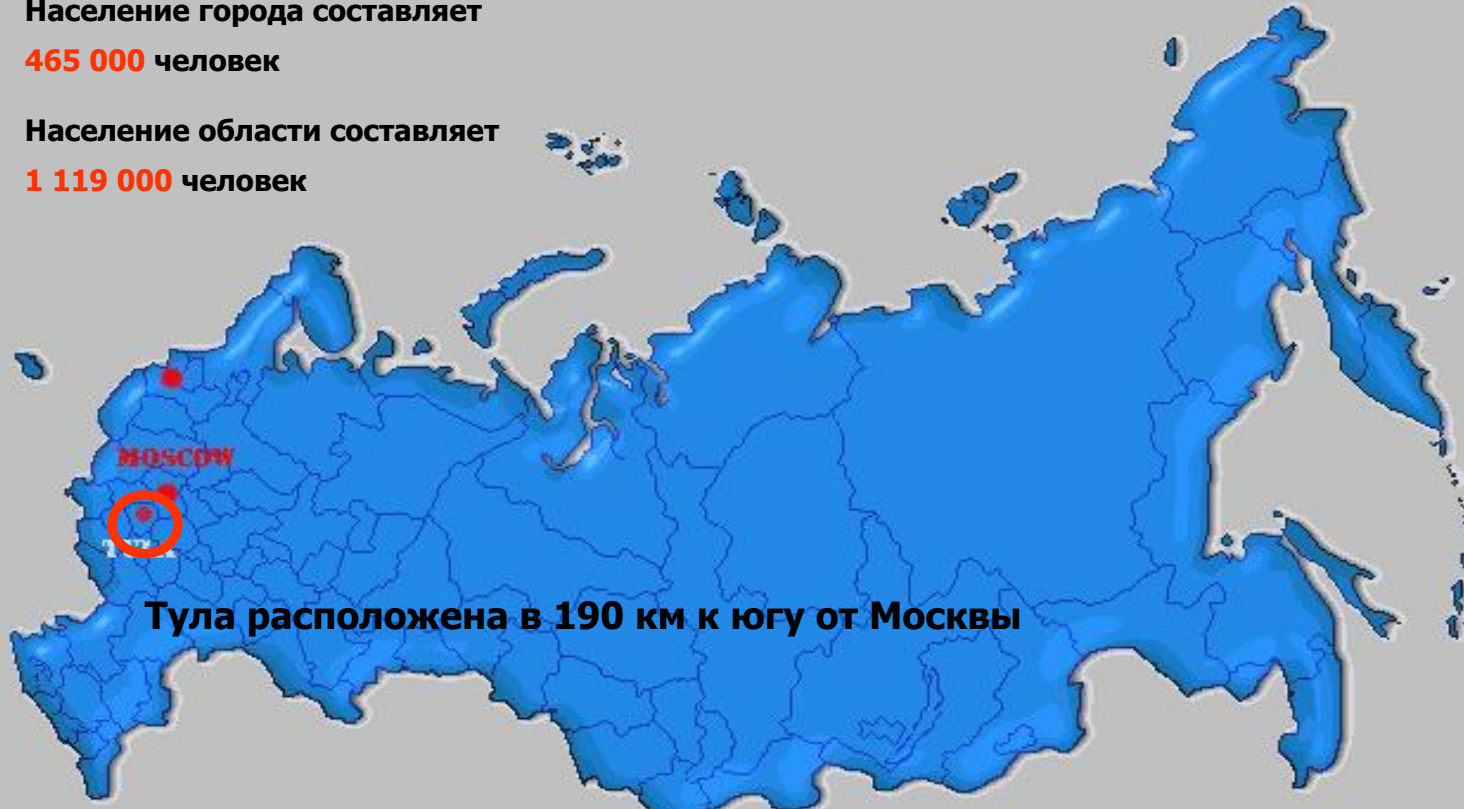 Население города составляет
465 000 человек
Население области составляет
1 119 000 человек
MOSCOW
TULA
Тула расположена в 190 км к югу от Москвы